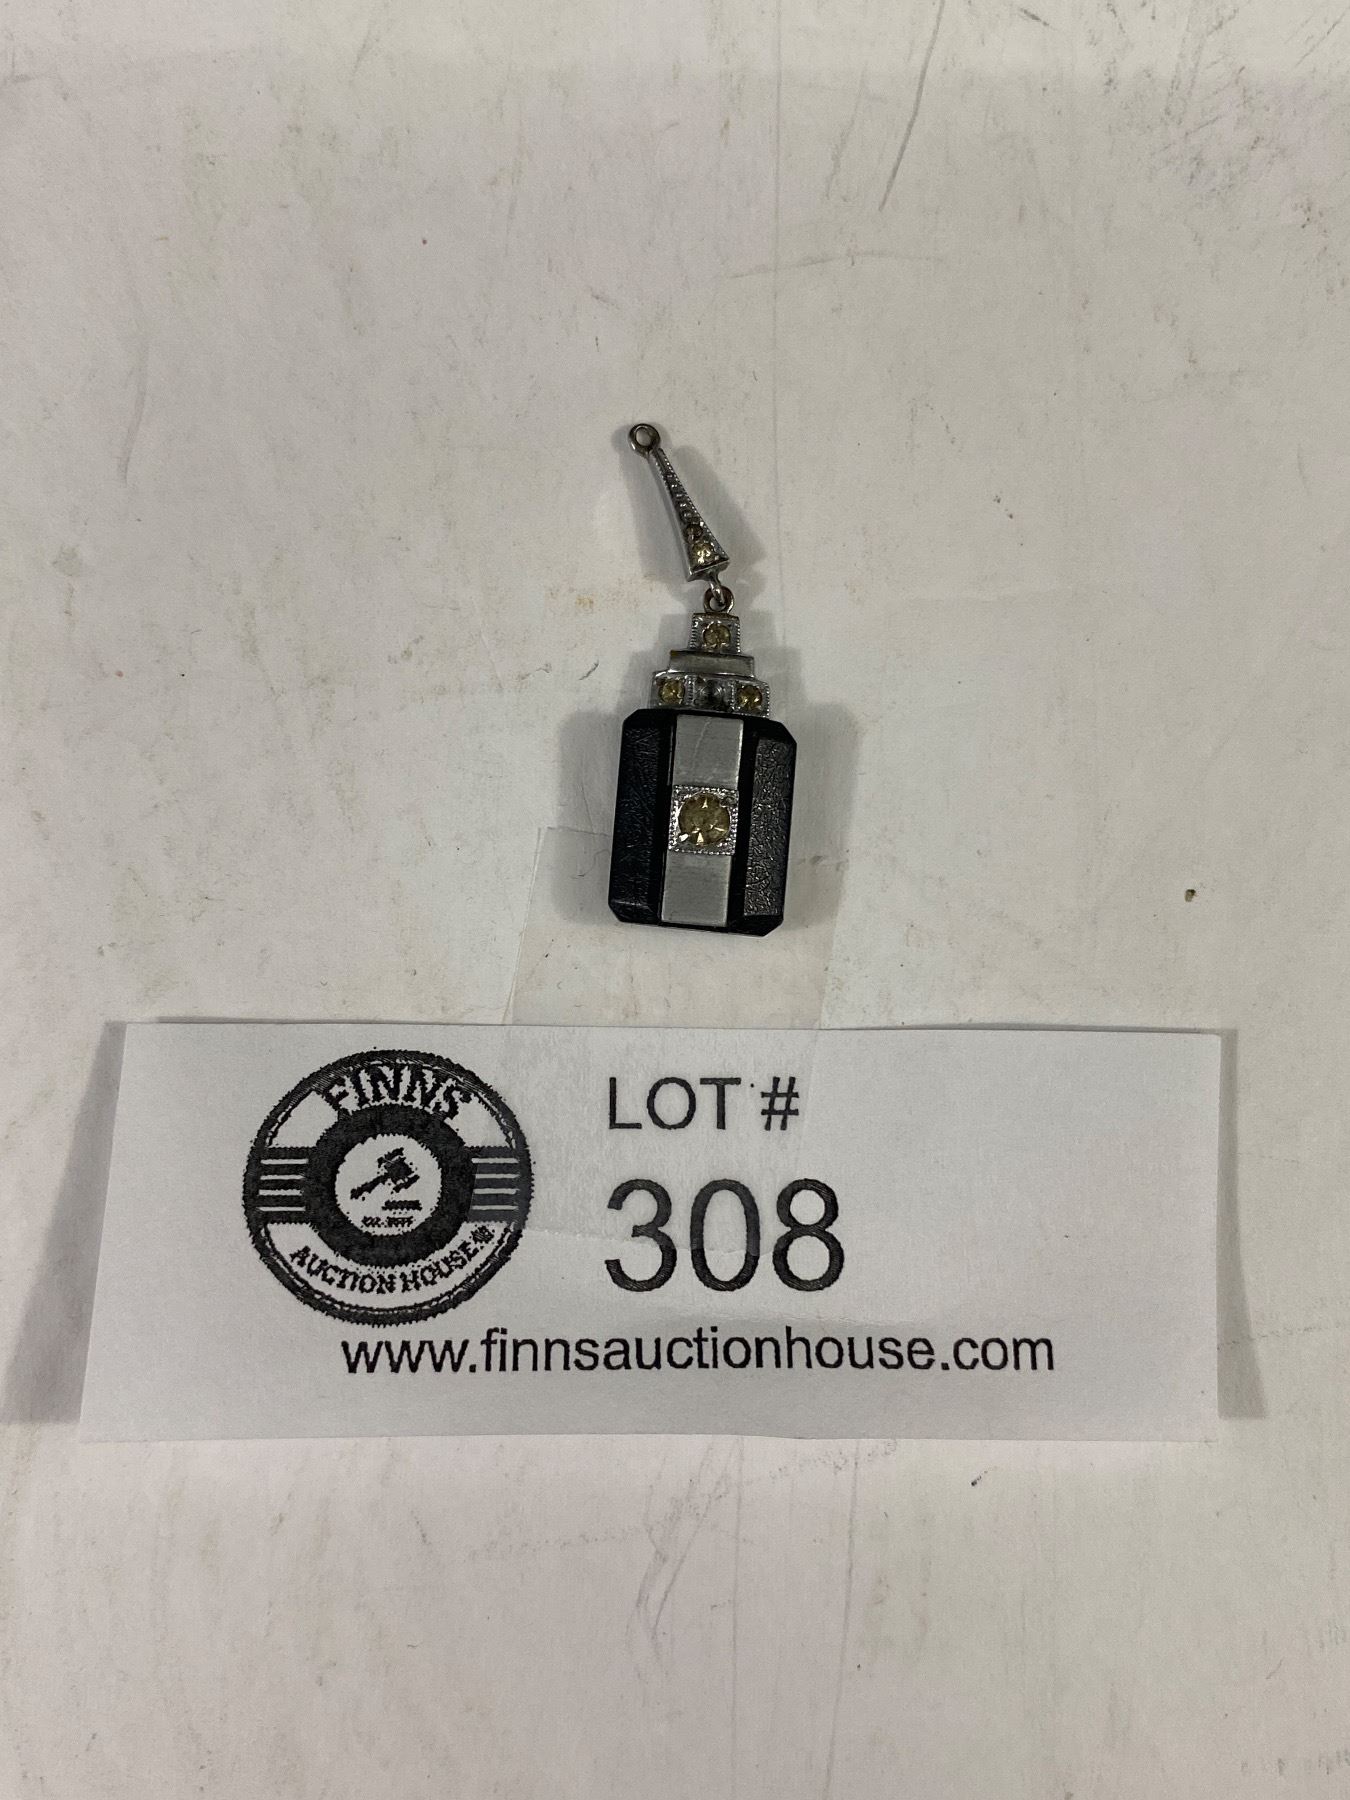 FINNS
AUCTION HOUSE
LOT #
308
www.finnsauctionhouse.com